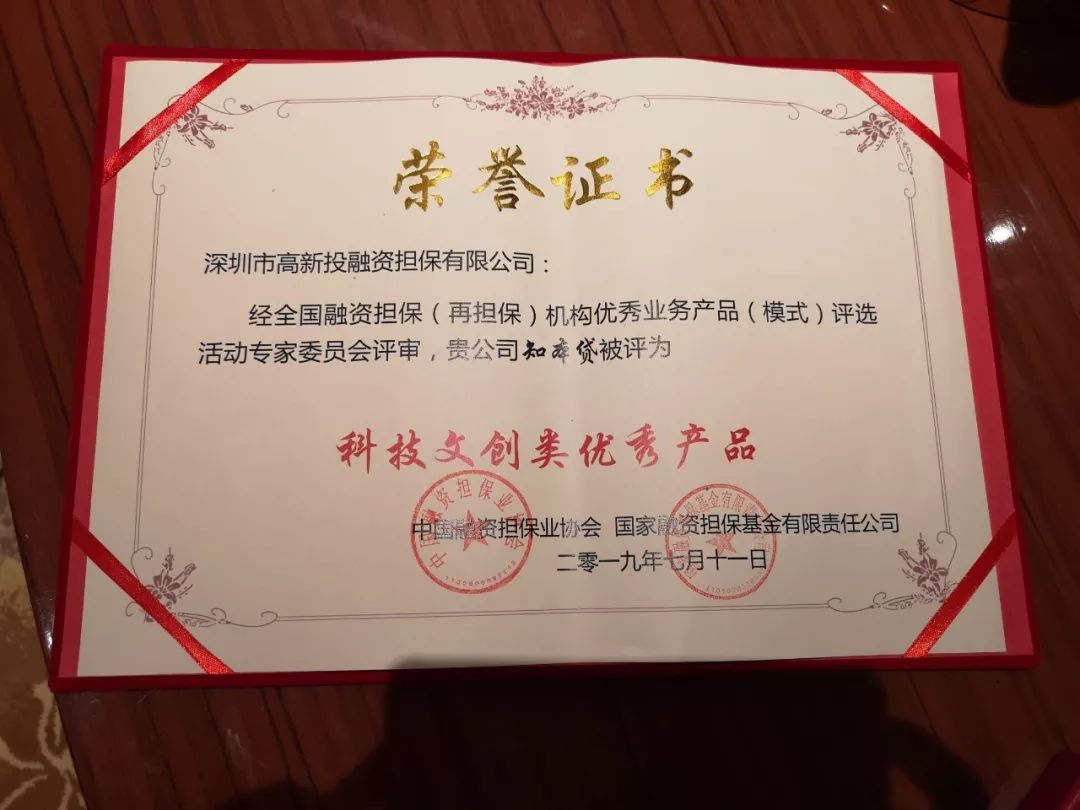 荣誉证书
深圳市高新投融资担保有限公司：
经全国融资担保（再担保）机构优秀业务产品（模式）评选
活动专家委员会评审，贵公司知本贷被评为
科技文创类优秀产品
中国融资担保业协会 国家融资担保基金有限责任公司
二零一九年七月十一日